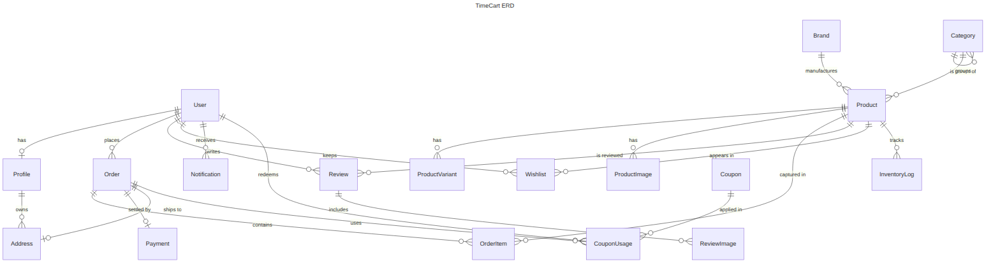 TimeCart ERD
Brand
Category
manufactures
is parent of
groups
User
Product
has
places
receives
writes
keeps
redeems
has
is reviewed
has
appears in
captured in
tracks
Profile
Order
Notification
Review
ProductVariant
Wishlist
ProductImage
Coupon
InventoryLog
owns
settled by
ships to
contains
uses
includes
applied in
Address
Payment
OrderItem
CouponUsage
ReviewImage